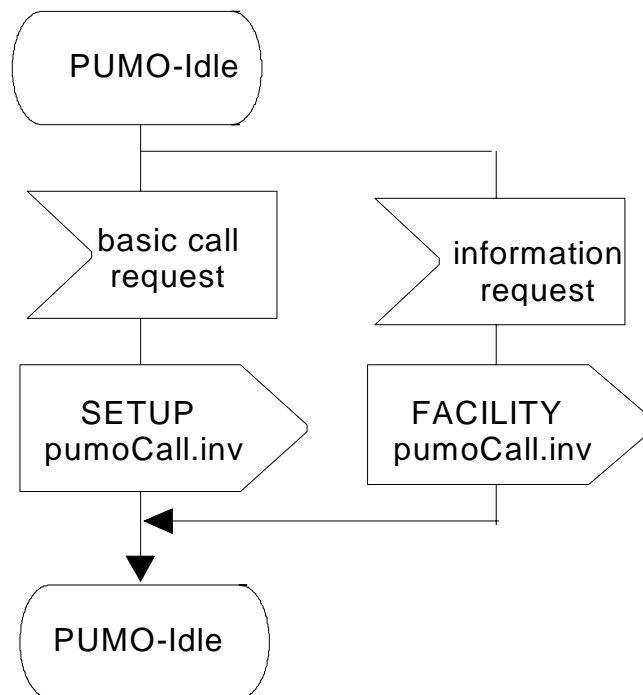 PUMO-Idle
basic call
request
information
request
SETUP
pumoCall.inv
FACILITY
pumoCall.inv
PUMO-Idle